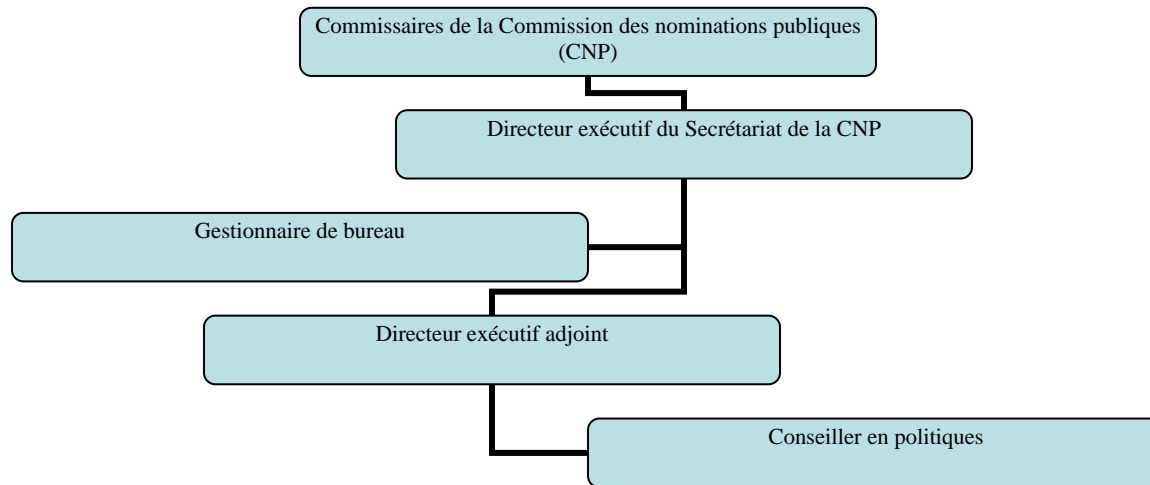 Commissaires de la Commission des nominations publiques
(CNP)
Directeur exécutif du Secrétariat de la CNP
Gestionnaire de bureau
Directeur exécutif adjoint
Conseiller en politiques